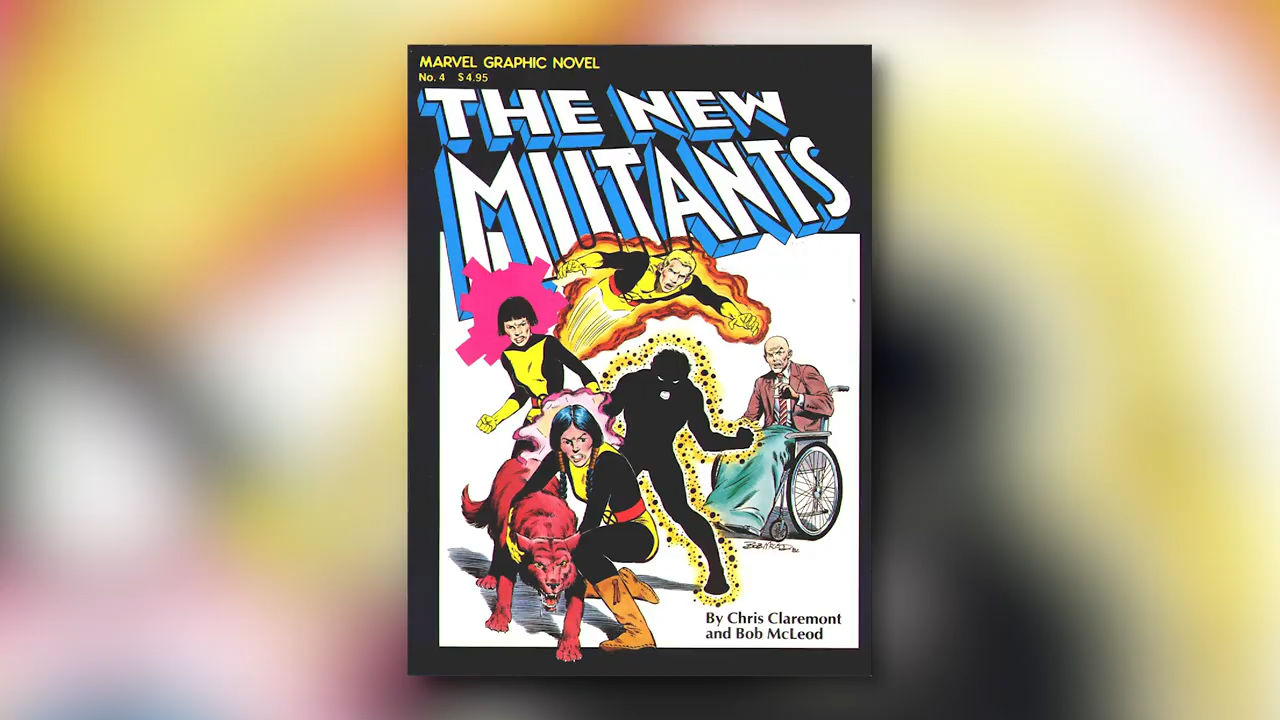 MARVEL GRAPHIC NOVEL
No. 4 $4.95
THE NEW
MUTANTS
By Chris Claremont
and Bob McLeod